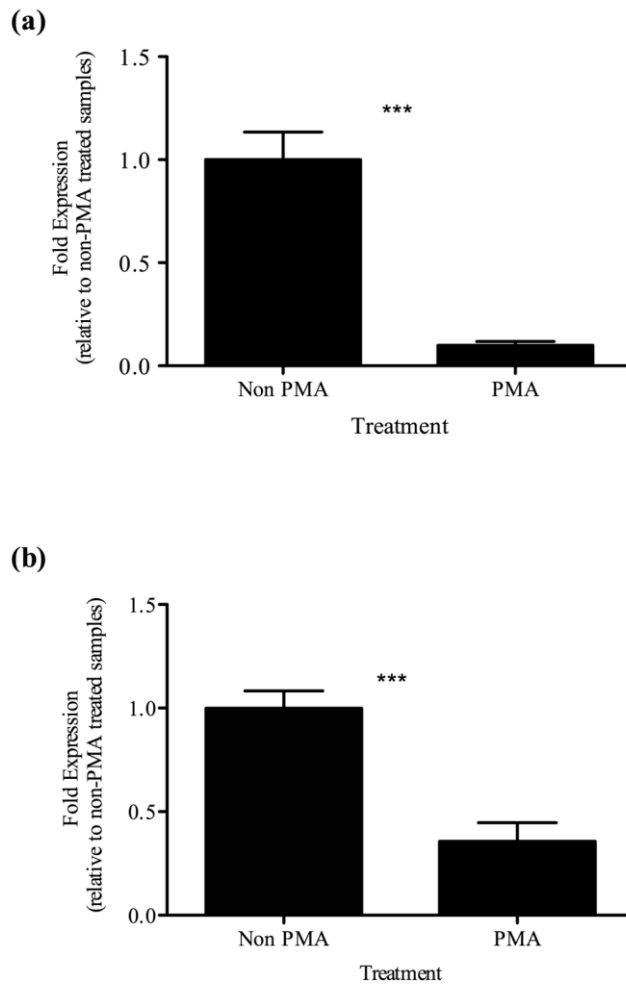 (a)
1.5
1.0
0.5
0.0
Fold Expression
(relative to non-PMA treated samples)
***
Non PMA PMA
Treatment
(b)
1.5
1.0
0.5
0.0
Fold Expression
(relative to non-PMA treated samples)
***
Non PMA PMA
Treatment